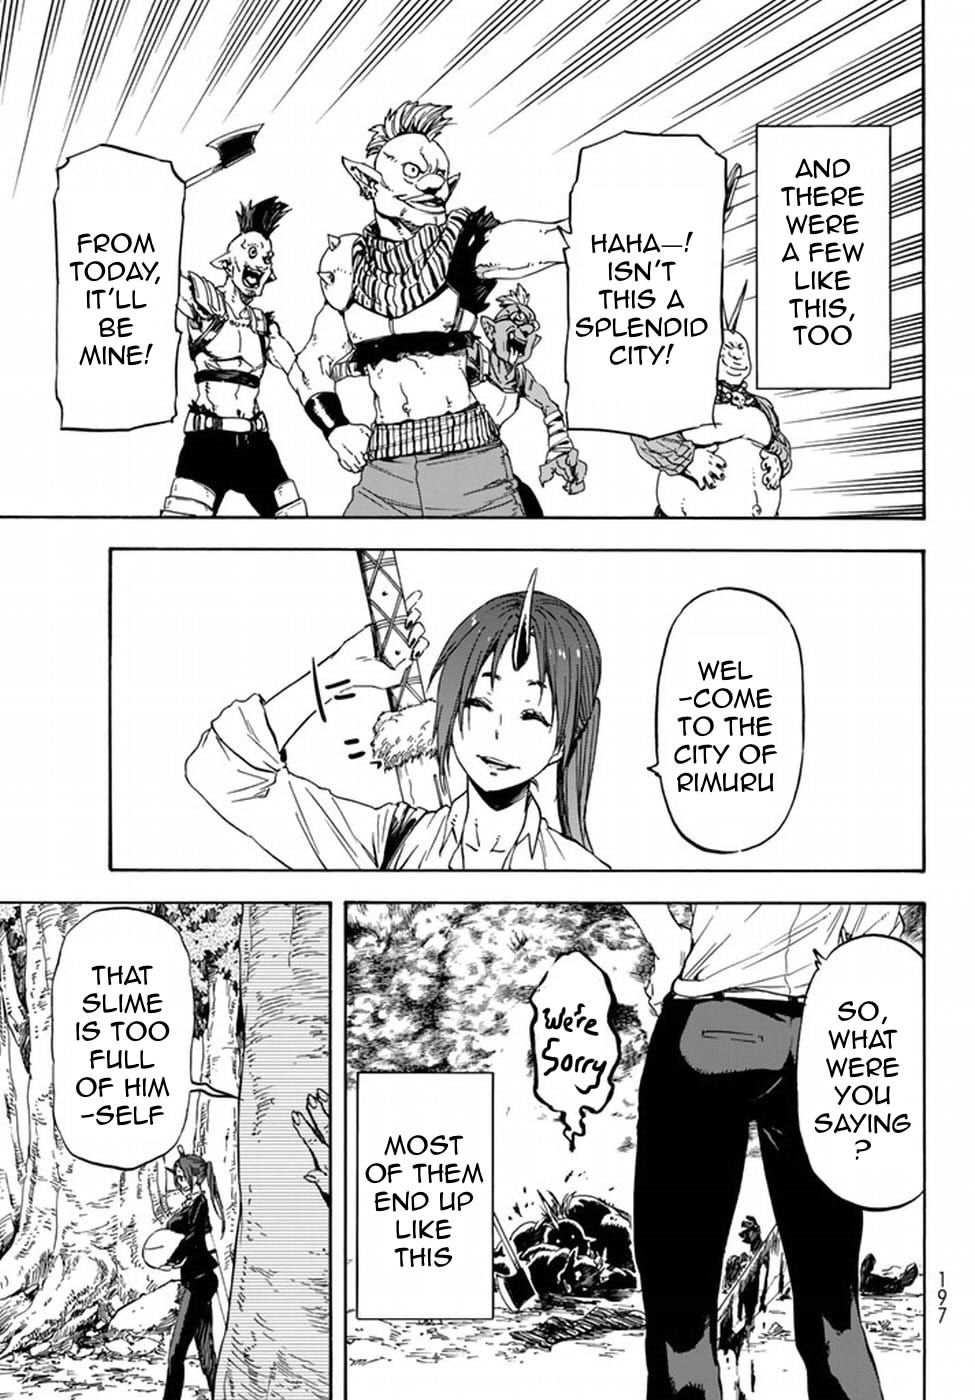 AND
THERE
WERE
A FEW
LIKE
THIS,
TOO
HAHA—!
ISN'T
THIS A
SPLENDID
CITY!
FROM
TODAY,
IT'LL
BE
MINE!
WEL
-COME
TO THE
CITY OF
RIMURU
SO,
WHAT
WERE
YOU
SAYING
?
We're
Sorry
MOST
OF THEM
END UP
LIKE
THIS
THAT
SLIME
IS TOO
FULL
OF HIM
-SELF
197